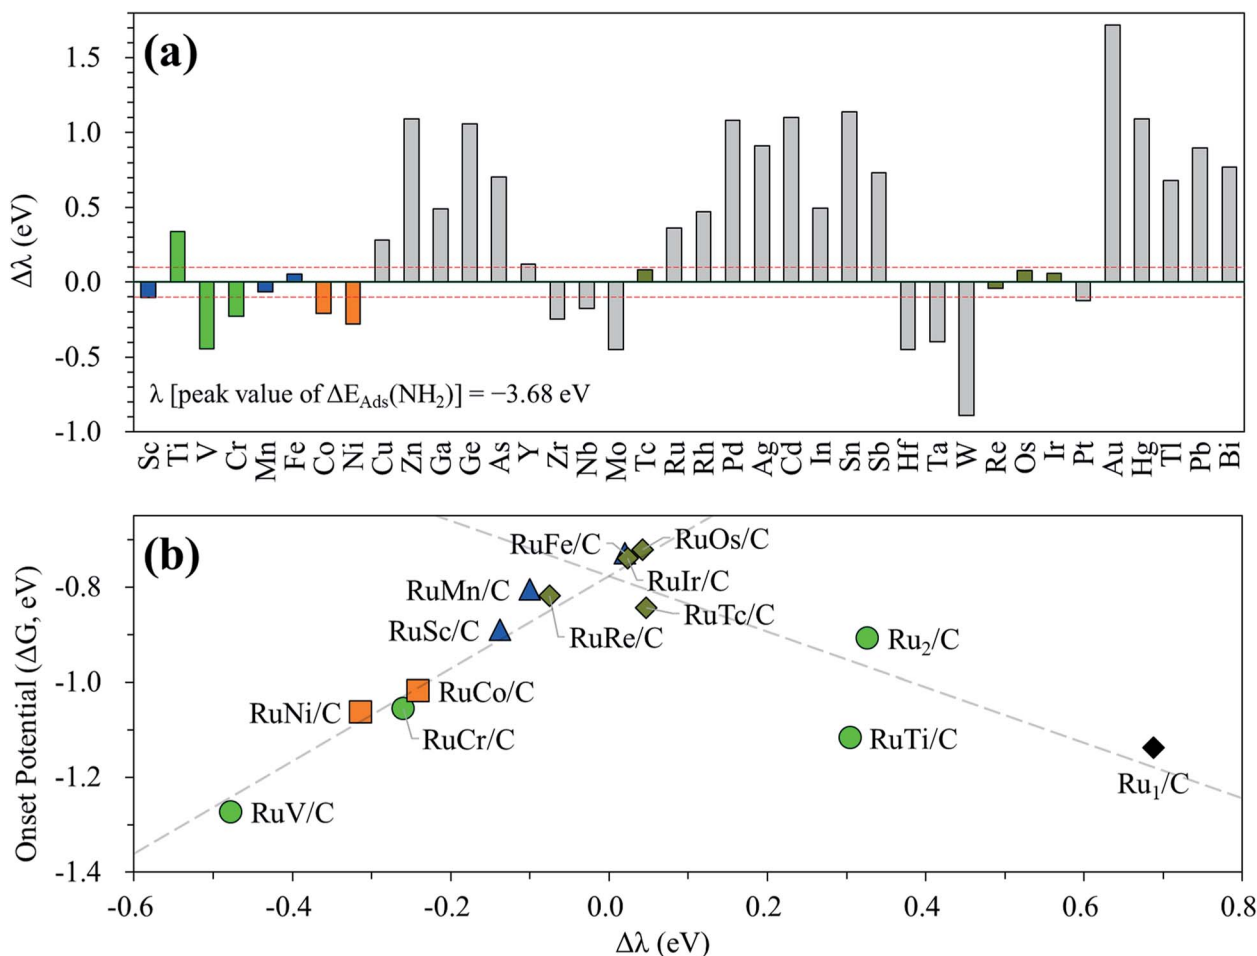 (a)
Δλ (eV)
1.5
1.0
0.5
0.0
-0.5
-1.0
λ [peak value of ΔE_Ads(NH₂)] = −3.68 eV
Sc Ti V Cr Mn Fe Co Ni Cu Zn Ga Ge As Y Zr Nb Mo Tc Ru Rh Pd Ag Cd In Sn Sb Hf Ta W Re Os Ir Pt Au Hg Tl Pb Bi
(b)
Onset Potential (ΔG, eV)
-0.8
-1.0
-1.2
-1.4
RuFe/C
RuOs/C
RuIr/C
RuMn/C
RuTc/C
RuSc/C
RuRe/C
Ru₂/C
RuCo/C
RuNi/C
RuCr/C
RuTi/C
Ru₁/C
RuV/C
-0.6 -0.4 -0.2 0.0 0.2 0.4 0.6 0.8
Δλ (eV)